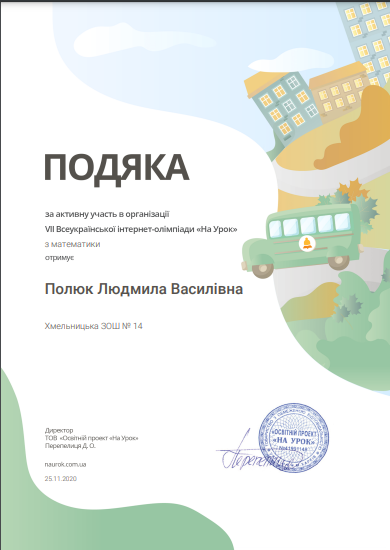 ПОДЯКА
за активну участь в організації
VII Всеукраїнської інтернет-олімпіади «На Урок»
з математики
отримує
Полюк Людмила Василівна
Хмельницька ЗОШ № 14
Директор
ТОВ «Освітній проект «На Урок»
Перепелиця Д. О.
naurok.com.ua
25.11.2020
«ОСВІТНІЙ ПРОЕКТ
«НА УРОК»